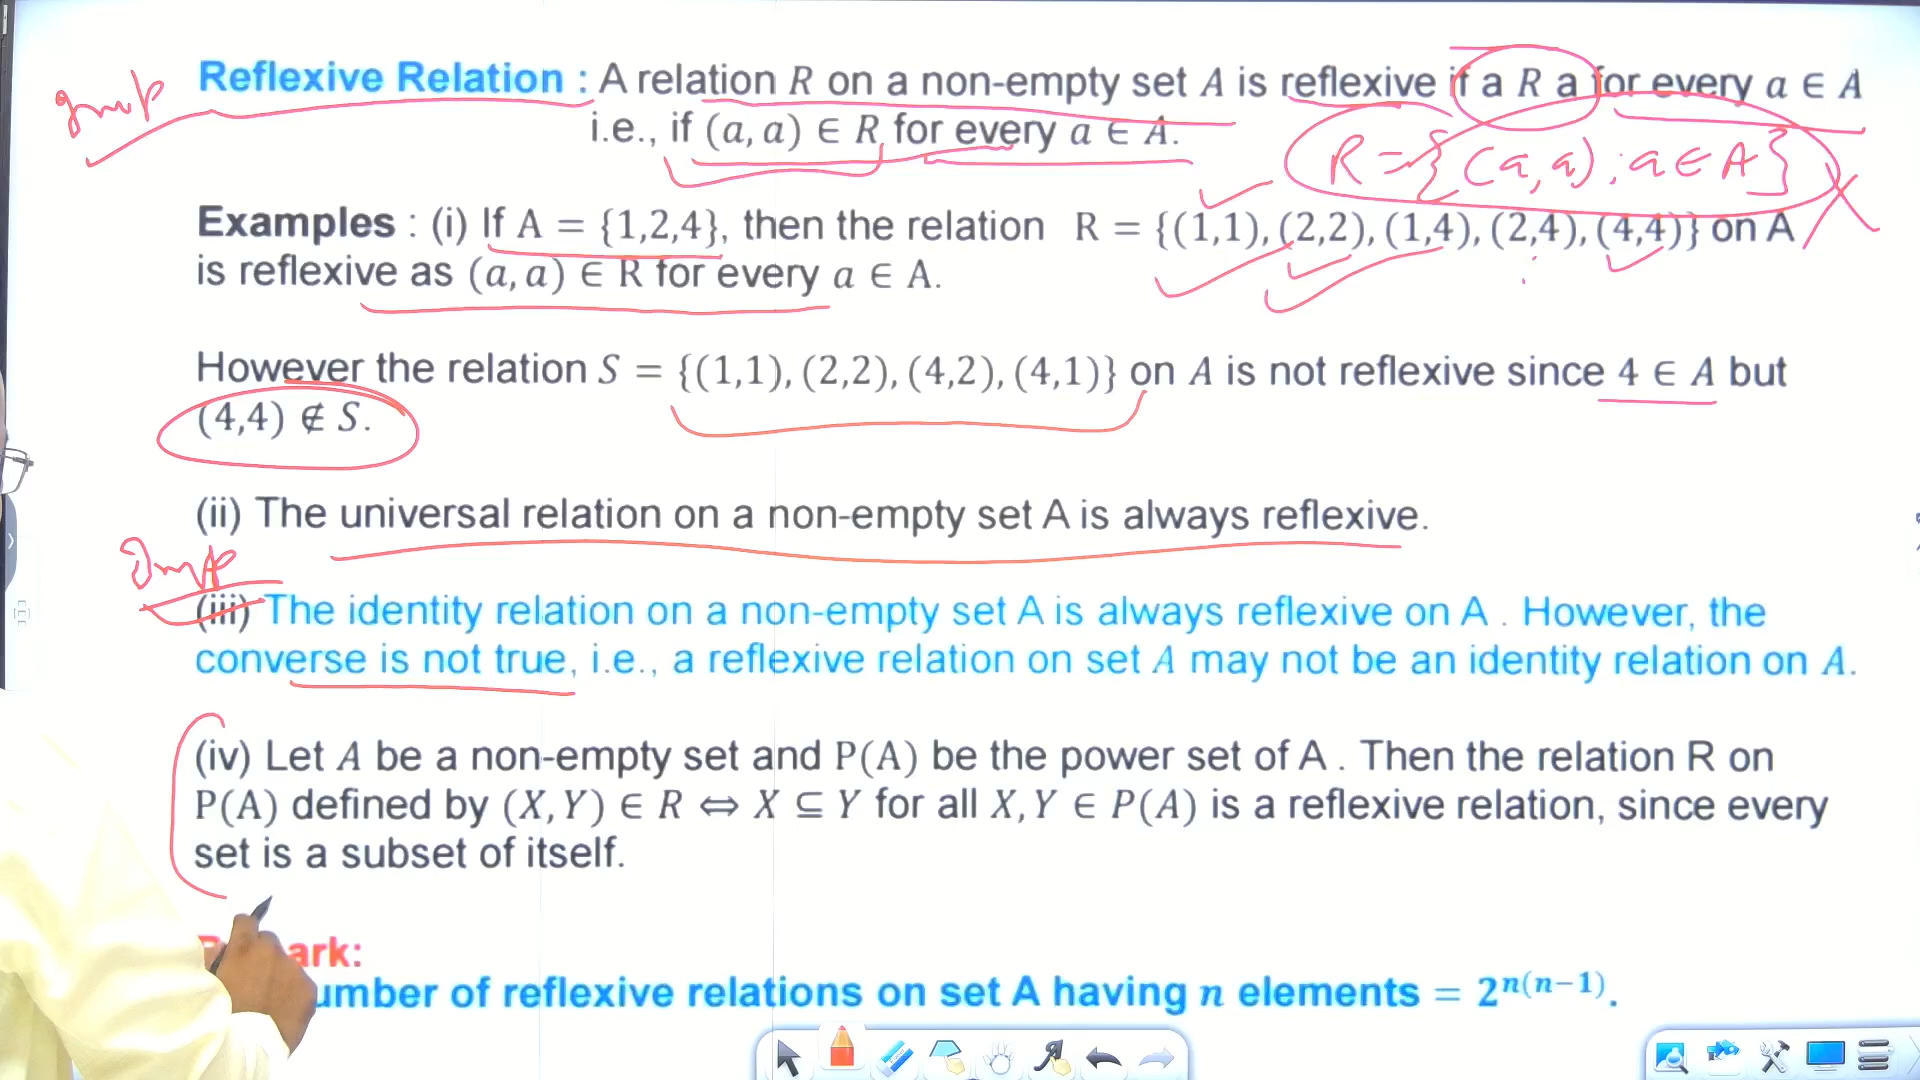 Reflexive Relation : A relation R on a non-empty set A is reflexive if a R a for every a ∈ A
Imp
i.e., if (a, a) ∈ R for every a ∈ A.
R = {(a, a) ; a ∈ A}
Examples : (i) If A = {1,2,4}, then the relation R = {(1,1), (2,2), (1,4), (2,4), (4,4)} on A
is reflexive as (a, a) ∈ R for every a ∈ A.
However the relation S = {(1,1), (2,2), (4,2), (4,1)} on A is not reflexive since 4 ∈ A but
(4,4) ∉ S.
(ii) The universal relation on a non-empty set A is always reflexive.
Imp
(iii) The identity relation on a non-empty set A is always reflexive on A . However, the
converse is not true, i.e., a reflexive relation on set A may not be an identity relation on A.
(iv) Let A be a non-empty set and P(A) be the power set of A . Then the relation R on
P(A) defined by (X, Y) ∈ R ⇔ X ⊆ Y for all X, Y ∈ P(A) is a reflexive relation, since every
set is a subset of itself.
ark:
umber of reflexive relations on set A having n elements = 2ⁿ⁽ⁿ⁻¹⁾.